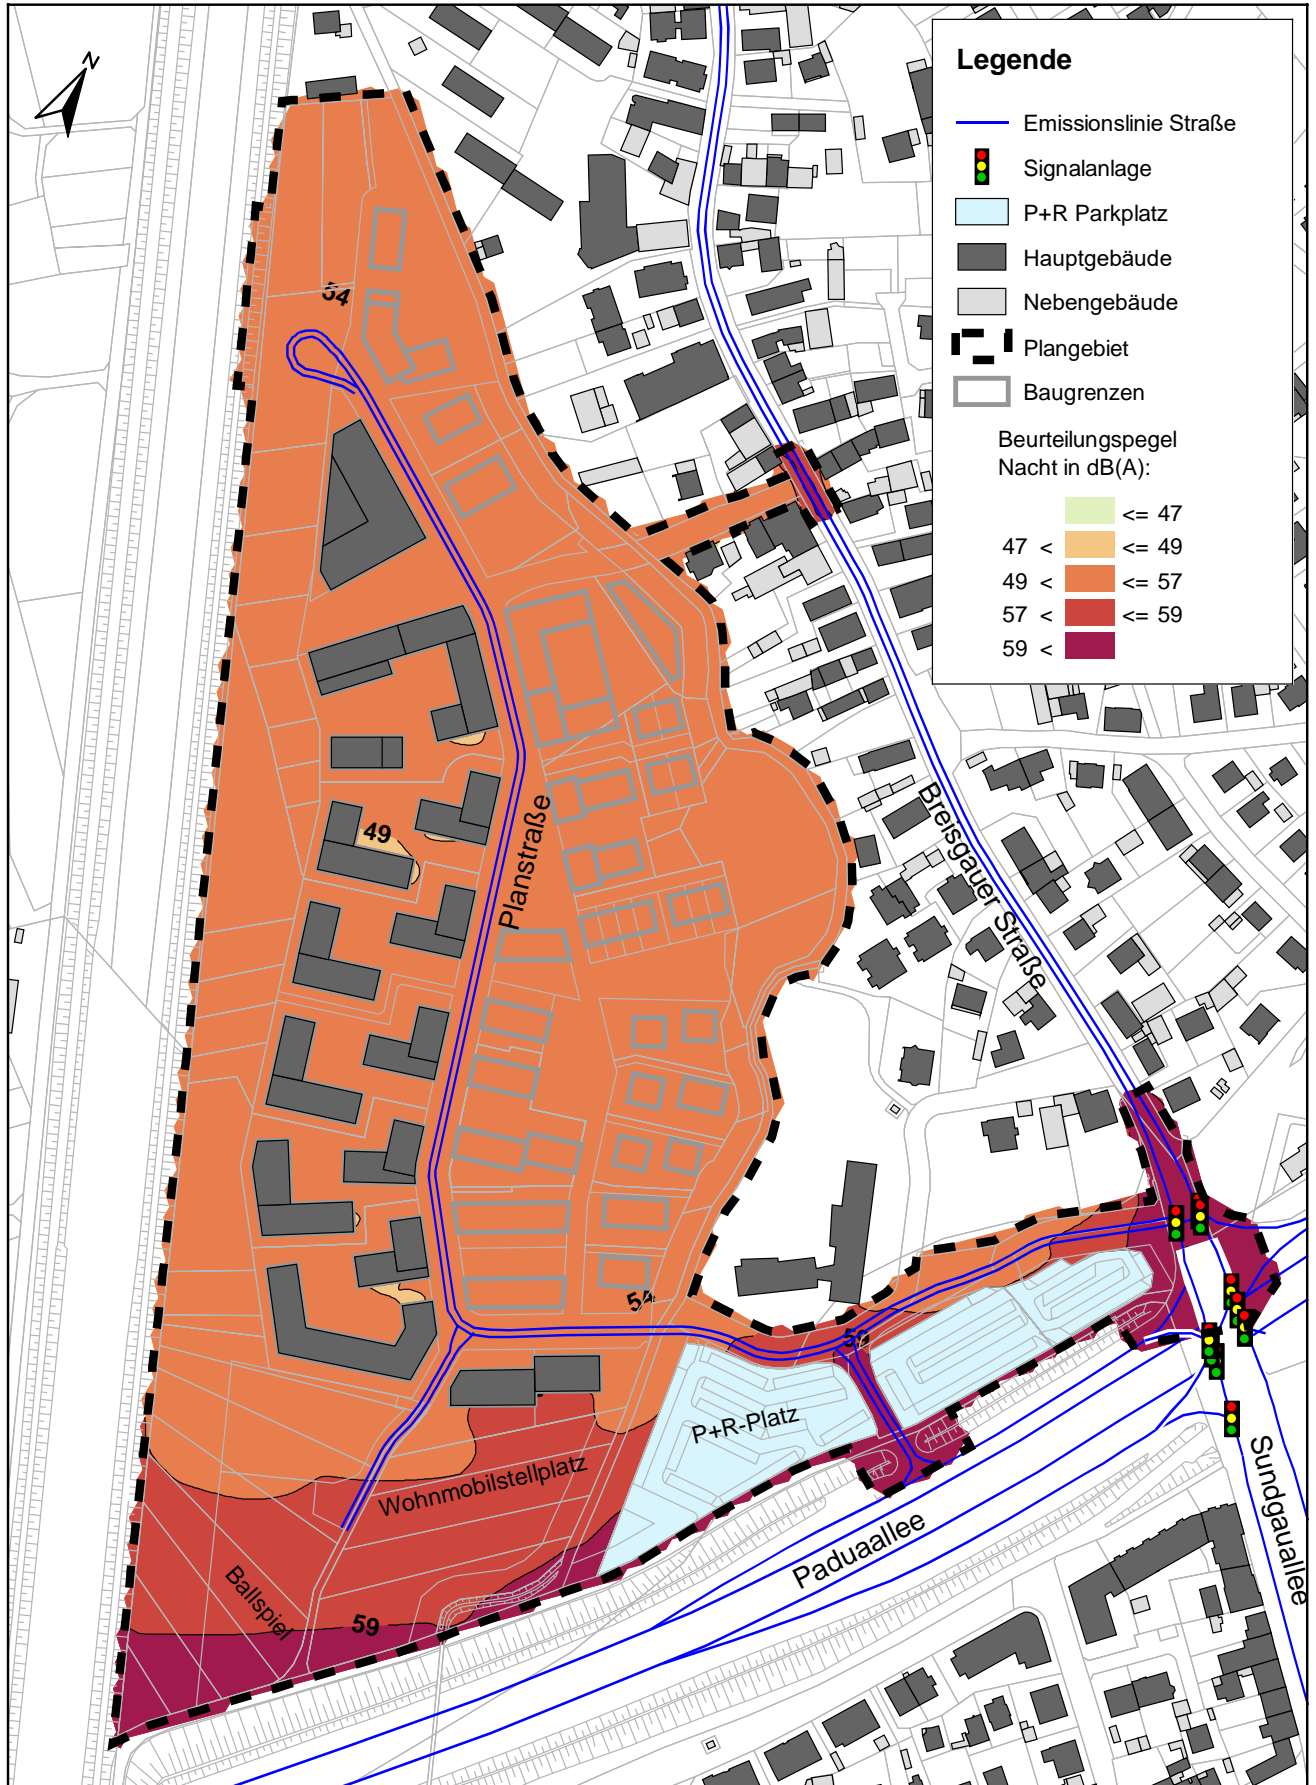 N
Legende
Emissionslinie Straße
Signalanlage
P+R Parkplatz
Hauptgebäude
Nebengebäude
Plangebiet
Baugrenzen
Beurteilungspegel
Nacht in dB(A):
<= 47
47 < <= 49
49 < <= 57
57 < <= 59
59 <
54
49
Planstraße
Breisgauer Straße
54
59
P+R-Platz
Wohnmobilstellplatz
Ballspiel
59
Paduaallee
Sundgauallee